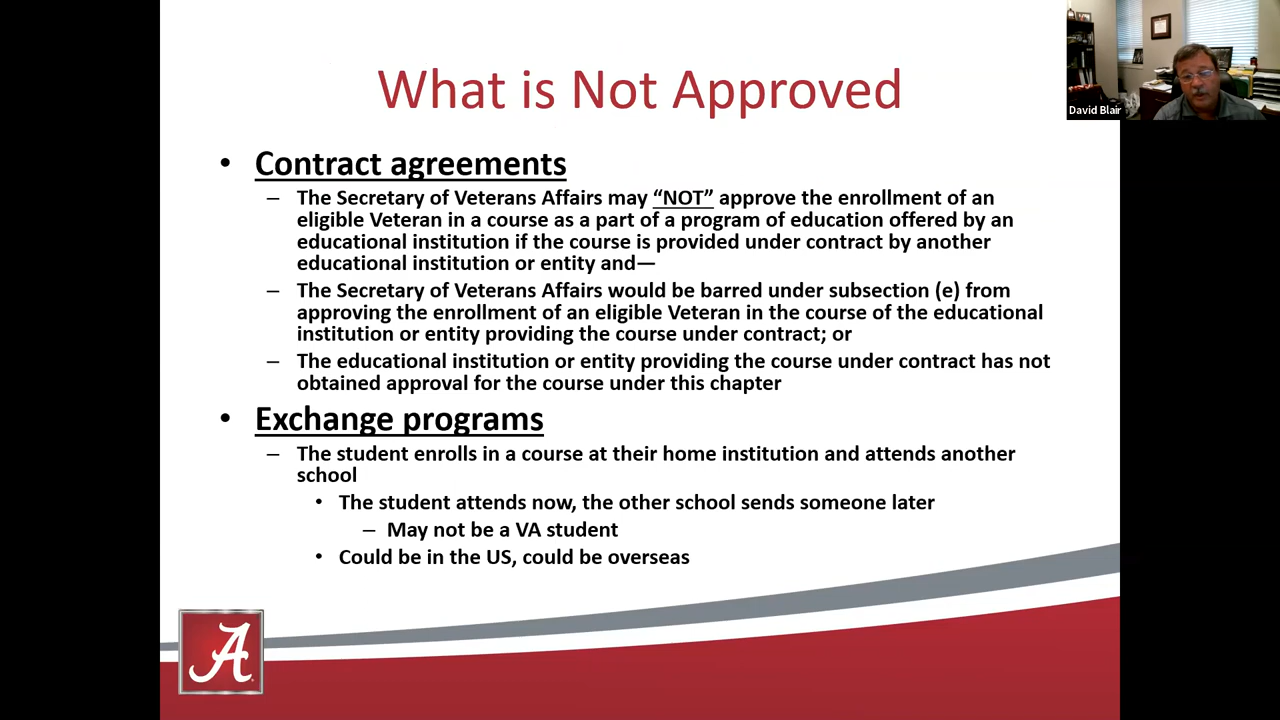 What is Not Approved
David Blair
• Contract agreements
– The Secretary of Veterans Affairs may “NOT” approve the enrollment of an
eligible Veteran in a course as a part of a program of education offered by an
educational institution if the course is provided under contract by another
educational institution or entity and—
– The Secretary of Veterans Affairs would be barred under subsection (e) from
approving the enrollment of an eligible Veteran in the course of the educational
institution or entity providing the course under contract; or
– The educational institution or entity providing the course under contract has not
obtained approval for the course under this chapter
• Exchange programs
– The student enrolls in a course at their home institution and attends another
school
• The student attends now, the other school sends someone later
– May not be a VA student
• Could be in the US, could be overseas
A